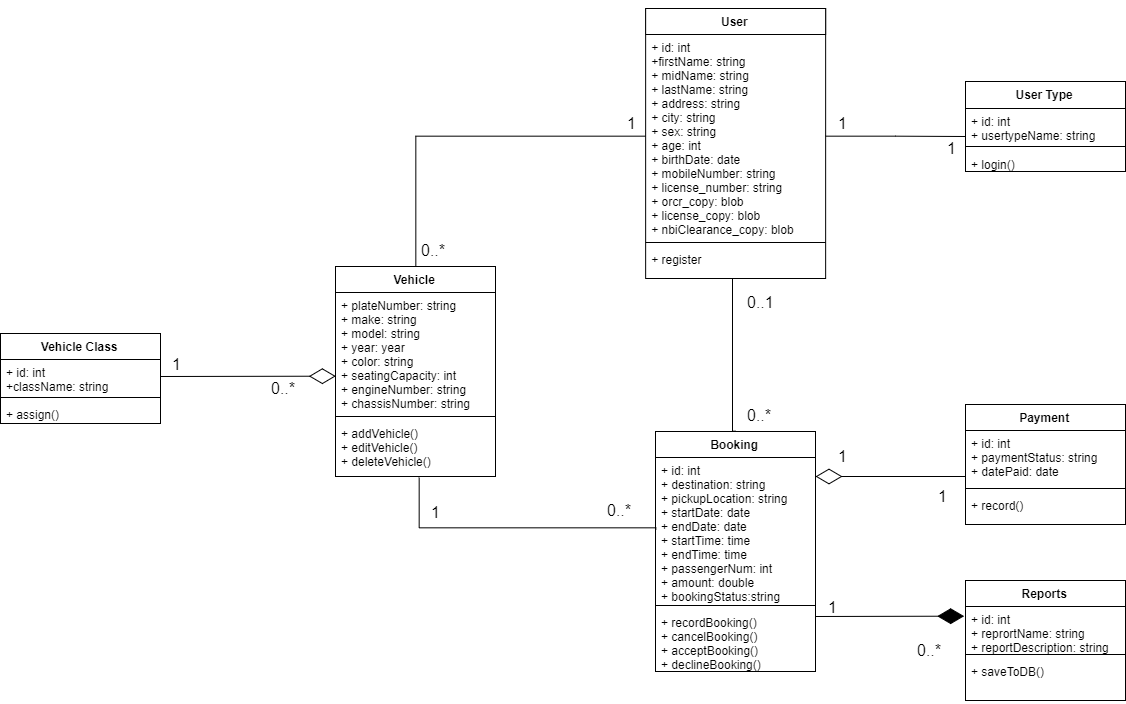 User
+ id: int
+firstName: string
+ midName: string
+ lastName: string
+ address: string
+ city: string
+ sex: string
+ age: int
+ birthDate: date
+ mobileNumber: string
+ license_number: string
+ orcr_copy: blob
+ license_copy: blob
+ nbiClearance_copy: blob
+ register
1
1
1
User Type
+ id: int
+ usertypeName: string
+ login()
0..*
0..1
Vehicle
+ plateNumber: string
+ make: string
+ model: string
+ year: year
+ color: string
+ seatingCapacity: int
+ engineNumber: string
+ chassisNumber: string
+ addVehicle()
+ editVehicle()
+ deleteVehicle()
Vehicle Class
+ id: int
+className: string
+ assign()
1
0..*
0..*
Booking
+ id: int
+ destination: string
+ pickupLocation: string
+ startDate: date
+ endDate: date
+ startTime: time
+ endTime: time
+ passengerNum: int
+ amount: double
+ bookingStatus:string
+ recordBooking()
+ cancelBooking()
+ acceptBooking()
+ declineBooking()
1
0..*
1
1
Payment
+ id: int
+ paymentStatus: string
+ datePaid: date
+ record()
1
0..*
Reports
+ id: int
+ reprortName: string
+ reportDescription: string
+ saveToDB()